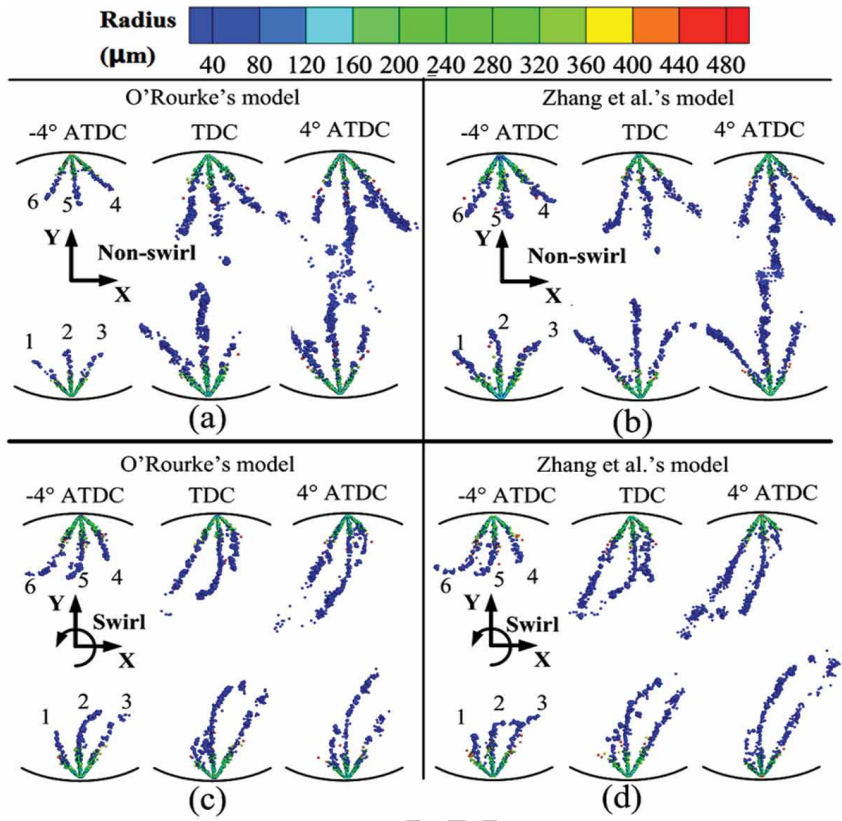 Radius
(μm)
40 80 120 160 200 240 280 320 360 400 440 480
O'Rourke's model
Zhang et al.'s model
-4° ATDC TDC 4° ATDC
-4° ATDC TDC 4° ATDC
6 5 4
6 5 4
Y
Non-swirl
X
Y
Non-swirl
X
1 2 3
1 2 3
(a)
(b)
O'Rourke's model
Zhang et al.'s model
-4° ATDC TDC 4° ATDC
-4° ATDC TDC 4° ATDC
6 5 4
6 5 4
Y
Swirl
X
Y
Swirl
X
1 2 3
1 2 3
(c)
(d)